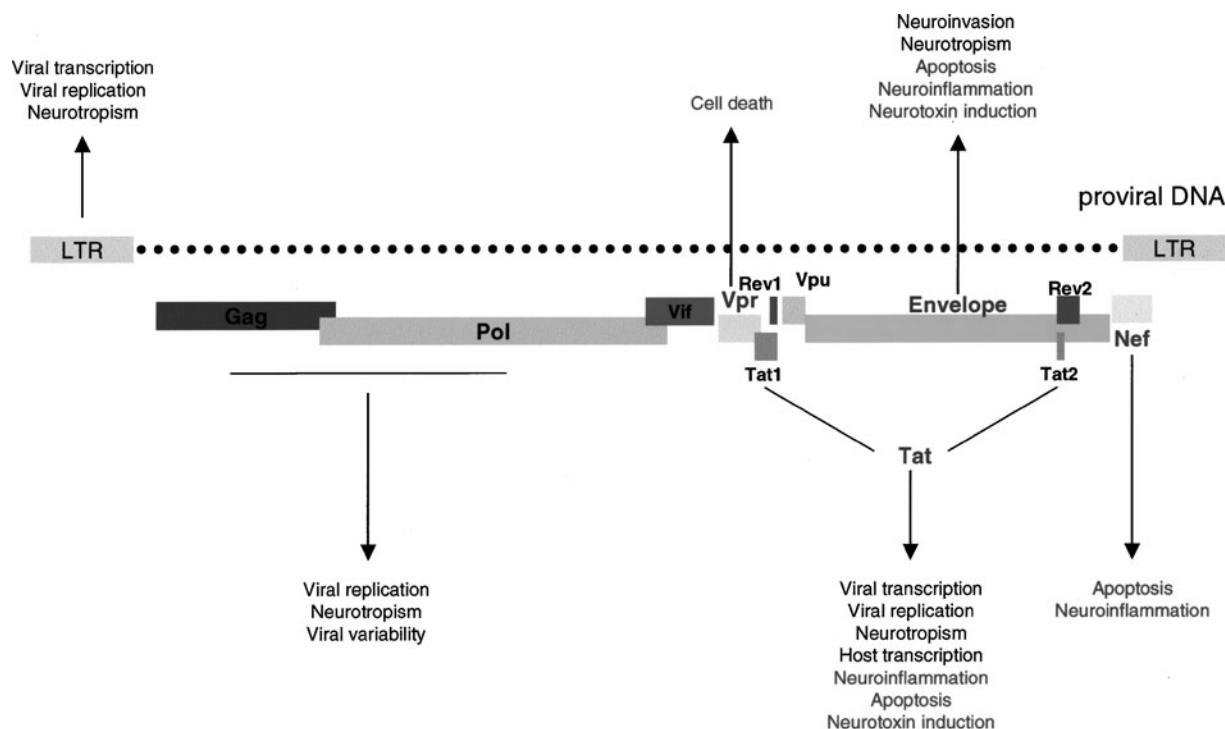 Neuroinvasion
Neurotropism
Apoptosis
Neuroinflammation
Neurotoxin induction
Viral transcription
Viral replication
Neurotropism
Cell death
proviral DNA
LTR
LTR
Rev1
Vpu
Vpr
Envelope
Rev2
Gag
Pol
Vif
Nef
Tat1
Tat2
Tat
Viral replication
Neurotropism
Viral variability
Viral transcription
Viral replication
Neurotropism
Host transcription
Neuroinflammation
Apoptosis
Neurotoxin induction
Apoptosis
Neuroinflammation